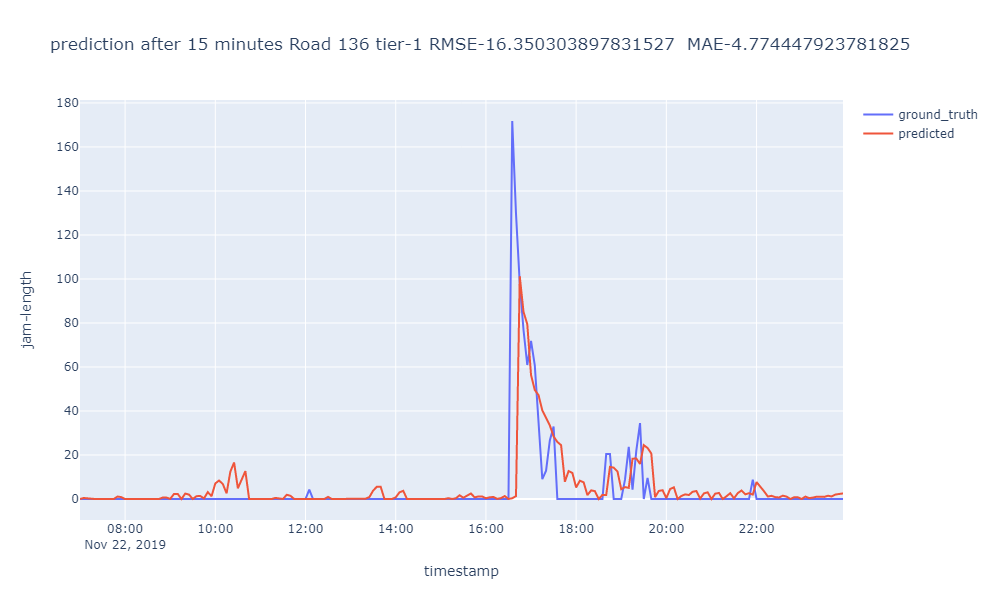 prediction after 15 minutes Road 136 tier-1 RMSE-16.350303897831527  MAE-4.774447923781825
ground_truth
predicted
jam-length
180
160
140
120
100
80
60
40
20
0
08:00 10:00 12:00 14:00 16:00 18:00 20:00 22:00
Nov 22, 2019
timestamp